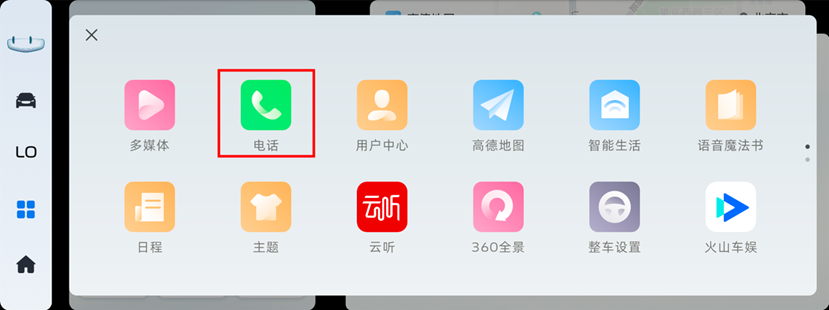 LO
多媒体
电话
用户中心
高德地图
智能生活
语音魔法书
日程
主题
云听
云听
360全景
整车设置
火山车娱